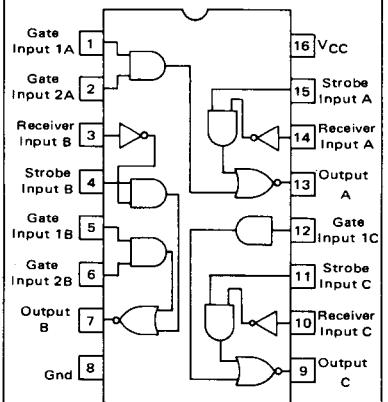 Gate
Input 1A
1
Gate
Input 2A
2
Receiver
Input B
3
Strobe
Input B
4
Gate
Input 1B
5
Gate
Input 2B
6
Output
B
7
Gnd
8
16
VCC
15
Strobe
Input A
14
Receiver
Input A
13
Output
A
12
Gate
Input 1C
11
Strobe
Input C
10
Receiver
Input C
9
Output
C